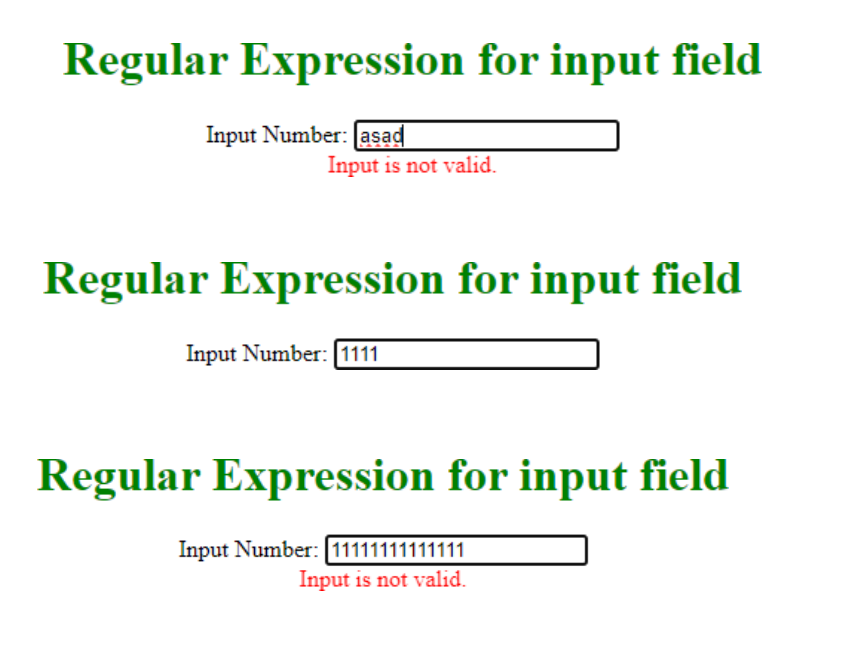 Regular Expression for input field
Input Number: asad
Input is not valid.
Regular Expression for input field
Input Number: 1111
Regular Expression for input field
Input Number: 11111111111111
Input is not valid.